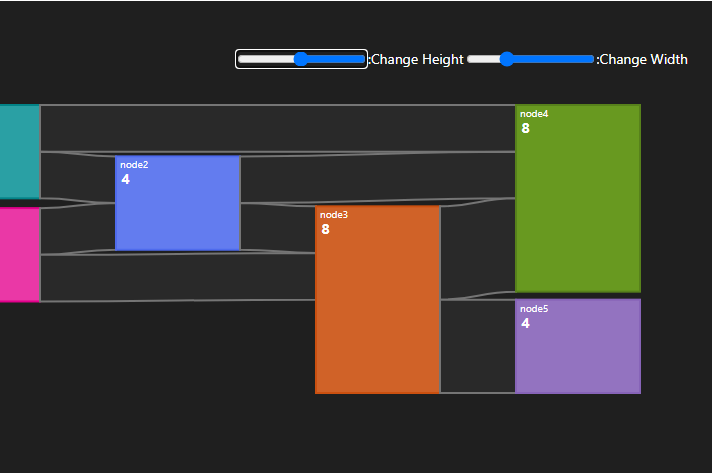 :Change Height :Change Width
node4
8
node2
4
node3
8
node5
4